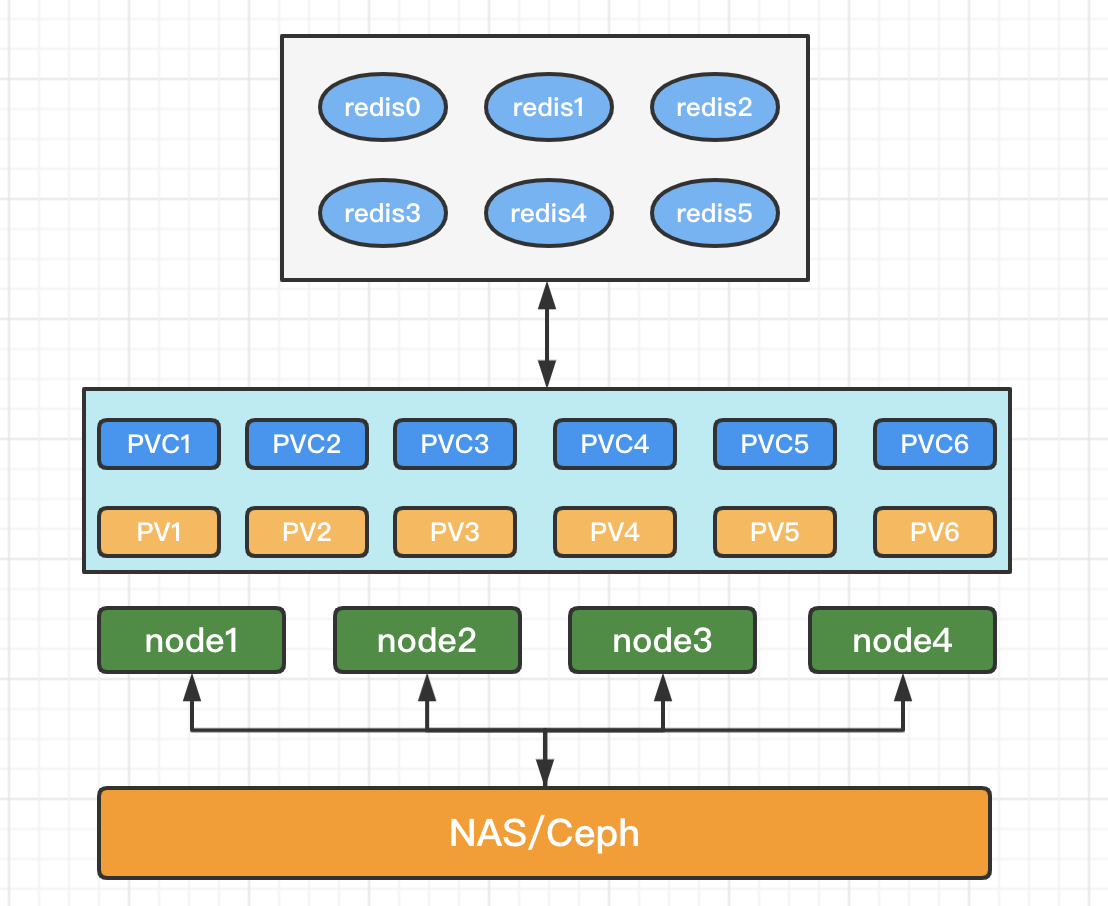 redis0 redis1 redis2
redis3 redis4 redis5
PVC1 PVC2 PVC3 PVC4 PVC5 PVC6
PV1 PV2 PV3 PV4 PV5 PV6
node1 node2 node3 node4
NAS/Ceph